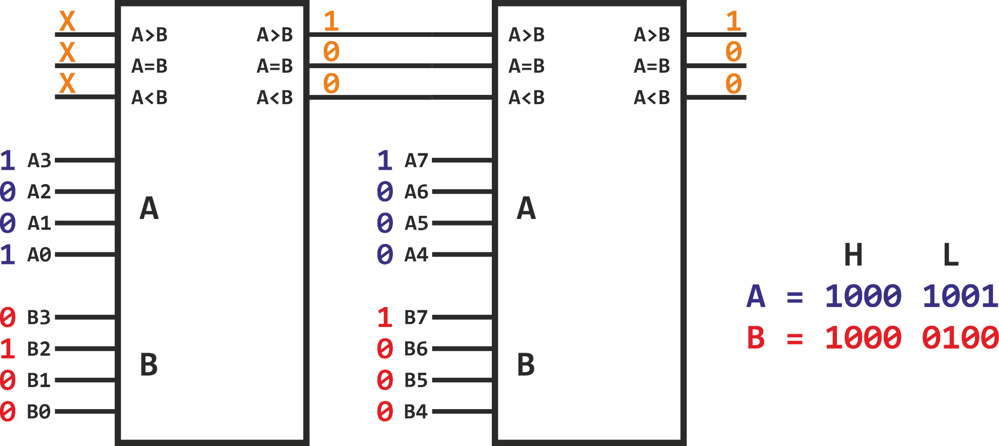 X 1 1
A>B A>B A>B A>B
X 0 0
A=B A=B A=B A=B
X 0 0
A<B A<B A<B A<B
1 A3 1 A7
0 A2 0 A6
A A
0 A1 0 A5
1 A0 0 A4
H L
A = 1000 1001
0 B3 1 B7
B = 1000 0100
1 B2 0 B6
B B
0 B1 0 B5
0 B0 0 B4